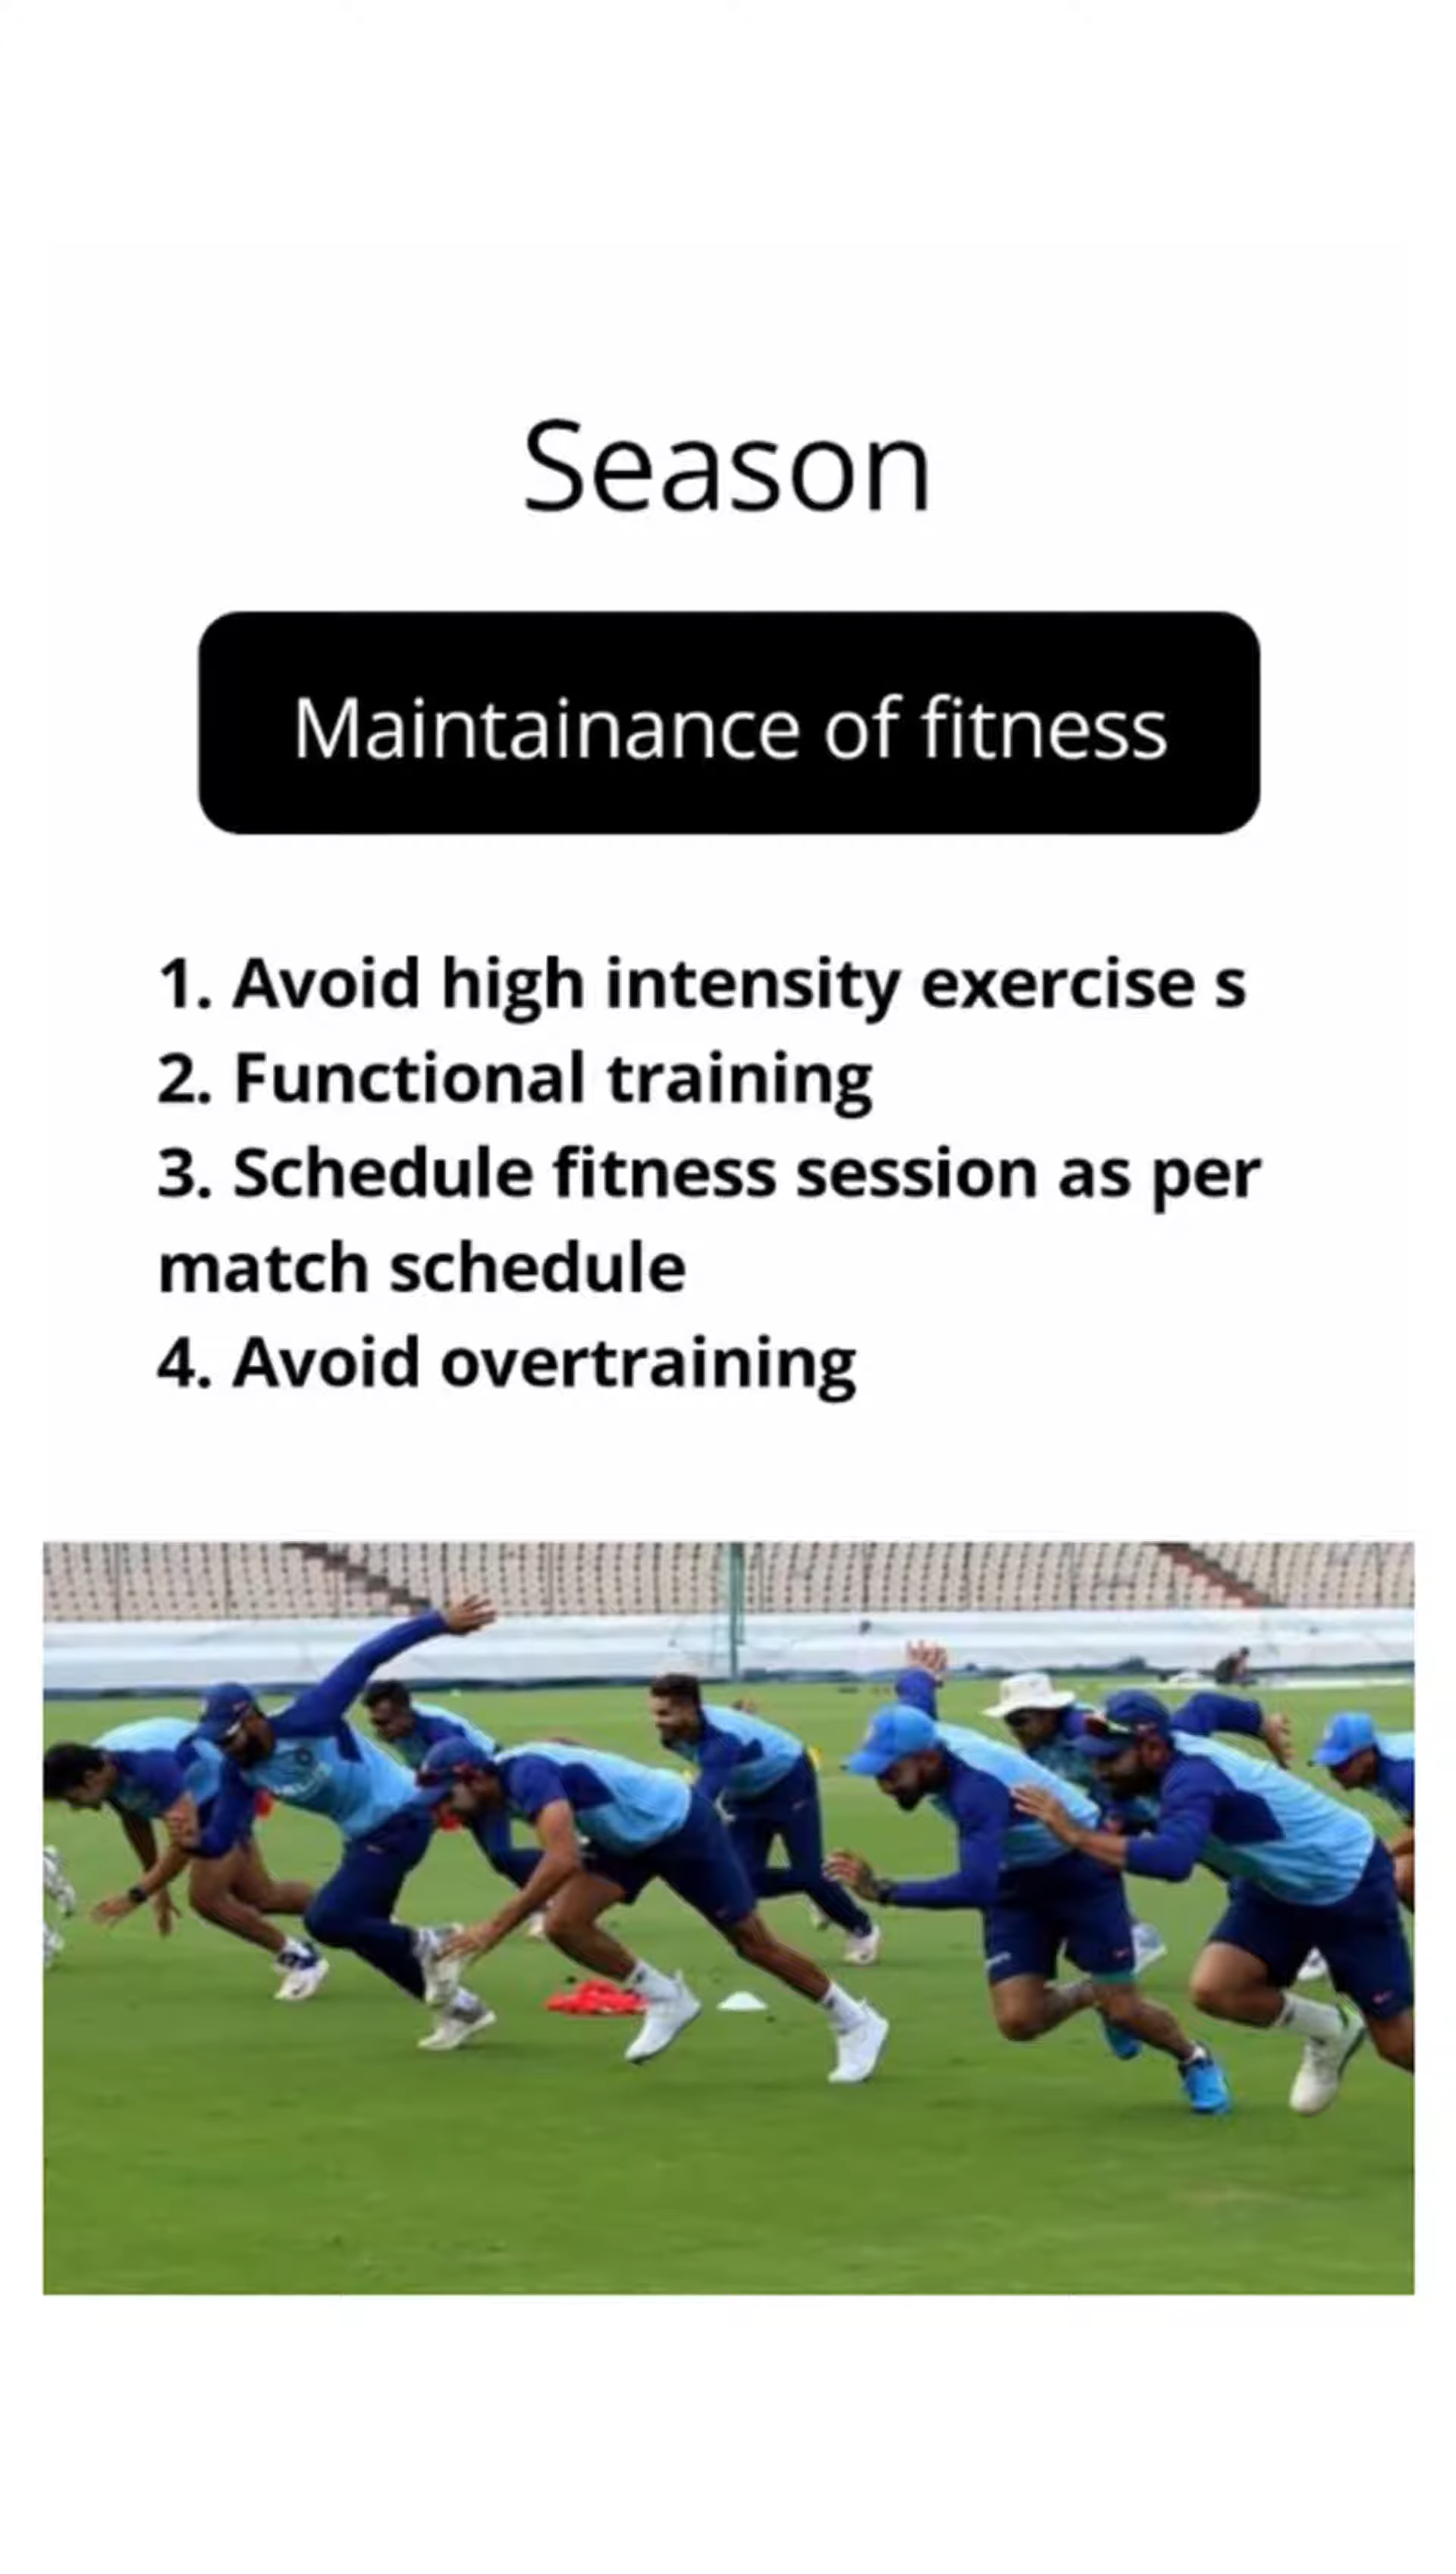 Season
Maintainance of fitness
1. Avoid high intensity exercise s
2. Functional training
3. Schedule fitness session as per
match schedule
4. Avoid overtraining